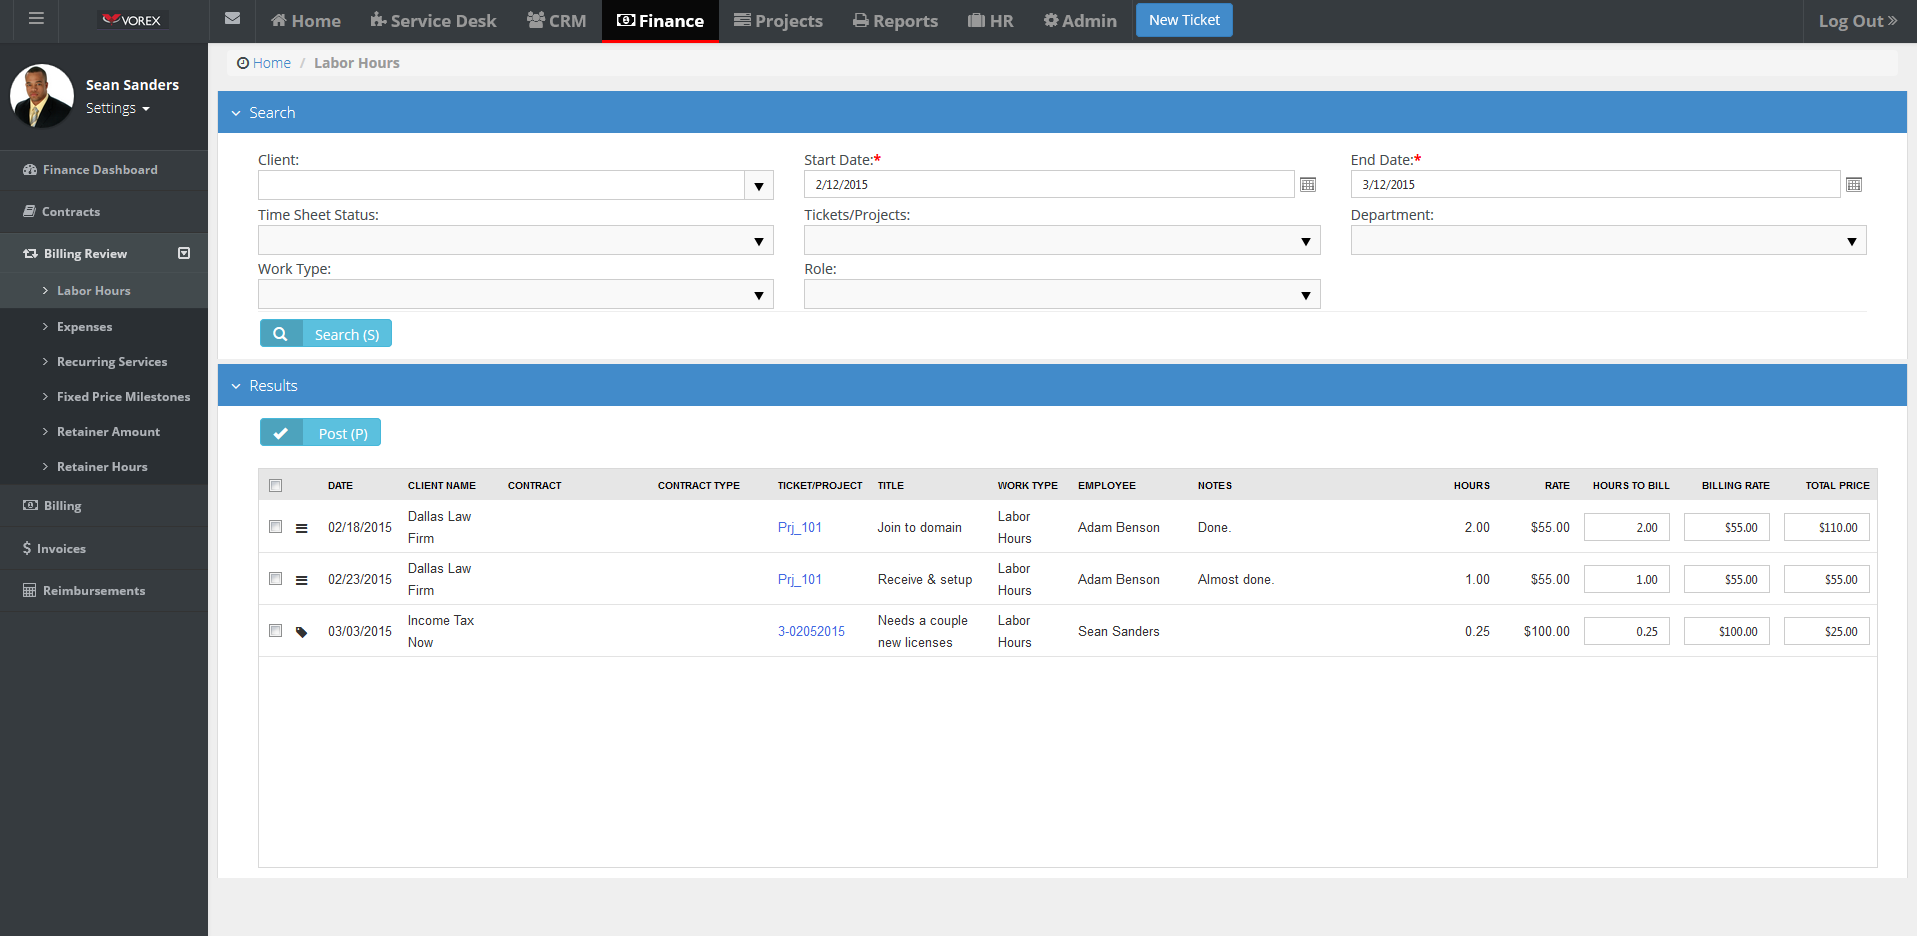 VOREX
Home
Service Desk
CRM
Finance
Projects
Reports
HR
Admin
New Ticket
Log Out
Sean Sanders
Settings
Finance Dashboard
Contracts
Billing Review
Labor Hours
Expenses
Recurring Services
Fixed Price Milestones
Retainer Amount
Retainer Hours
Billing
Invoices
Reimbursements
Home / Labor Hours
Search
Client:
Start Date:*
End Date:*
2/12/2015
3/12/2015
Time Sheet Status:
Tickets/Projects:
Department:
Work Type:
Role:
Search (S)
Results
Post (P)
DATE CLIENT NAME CONTRACT CONTRACT TYPE TICKET/PROJECT TITLE WORK TYPE EMPLOYEE NOTES HOURS RATE HOURS TO BILL BILLING RATE TOTAL PRICE
02/18/2015 Dallas Law Firm Prj_101 Join to domain Labor Hours Adam Benson Done. 2.00 $55.00 2.00 $55.00 $110.00
02/23/2015 Dallas Law Firm Prj_101 Receive & setup Labor Hours Adam Benson Almost done. 1.00 $55.00 1.00 $55.00 $55.00
03/03/2015 Income Tax Now 3-02052015 Needs a couple new licenses Labor Hours Sean Sanders 0.25 $100.00 0.25 $100.00 $25.00